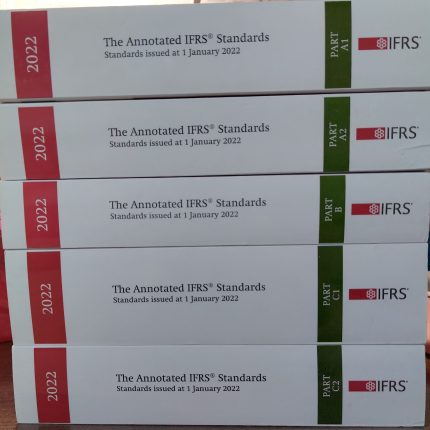 2022
The Annotated IFRS® Standards
Standards issued at 1 January 2022
PART
A1
IFRS®
2022
The Annotated IFRS® Standards
Standards issued at 1 January 2022
PART
A2
IFRS®
2022
The Annotated IFRS® Standards
Standards issued at 1 January 2022
PART
B
IFRS®
2022
The Annotated IFRS® Standards
Standards issued at 1 January 2022
PART
C1
IFRS®
2022
The Annotated IFRS® Standards
Standards issued at 1 January 2022
PART
C2
IFRS®